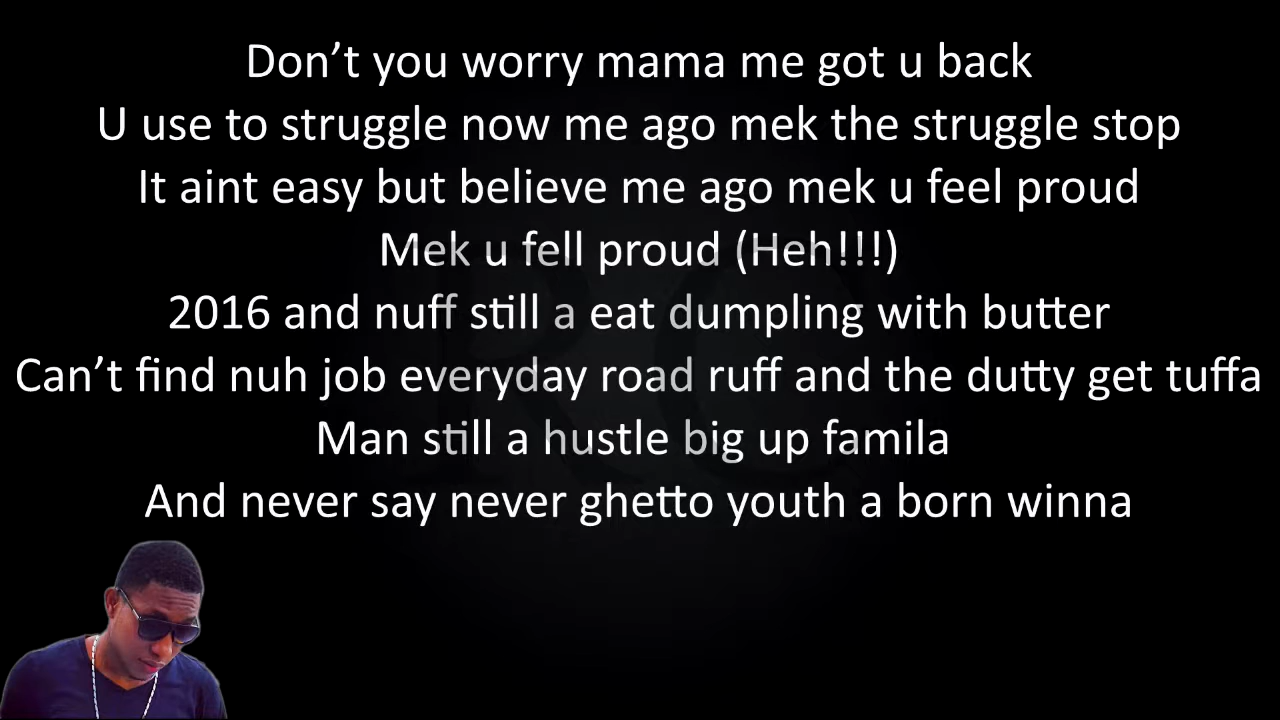 Don’t you worry mama me got u back
U use to struggle now me ago mek the struggle stop
It aint easy but believe me ago mek u feel proud
Mek u fell proud (Heh!!!)
2016 and nuff still a eat dumpling with butter
Can’t find nuh job everyday road ruff and the dutty get tuffa
Man still a hustle big up famila
And never say never ghetto youth a born winna